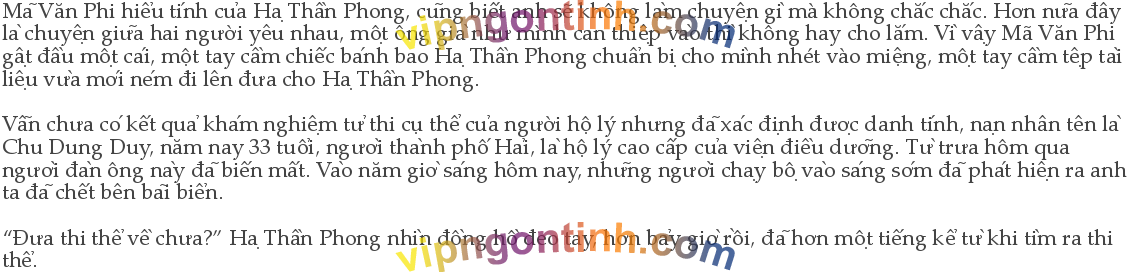 Mã Văn Phi hiểu tính của Hạ Thần Phong, cũng biết anh sẽ không làm chuyện gì mà không chắc chắc. Hơn nữa đây
là chuyện giữa hai người yêu nhau, một ông già như mình can thiệp vào thì không hay cho lắm. Vì vậy Mã Văn Phi
gật đầu một cái, một tay cầm chiếc bánh bao Hạ Thần Phong chuẩn bị cho mình nhét vào miệng, một tay cầm tệp tài
liệu vừa mới ném đi lên đưa cho Hạ Thần Phong.
Vẫn chưa có kết quả khám nghiệm tử thi cụ thể của người hộ lý nhưng đã xác định được danh tính, nạn nhân tên là
Chu Dung Duy, năm nay 33 tuổi, người thành phố Hải, là hộ lý cao cấp của viện điều dưỡng. Từ trưa hôm qua
người đàn ông này đã biến mất. Vào năm giờ sáng hôm nay, những người chạy bộ vào sáng sớm đã phát hiện ra anh
ta đã chết bên bãi biển.
“Đưa thi thể về chưa?” Hạ Thần Phong nhìn đồng hồ đeo tay, hơn bảy giờ rồi, đã hơn một tiếng kể từ khi tìm ra thi
thể.
vipngontinh.com
vipngontinh.com